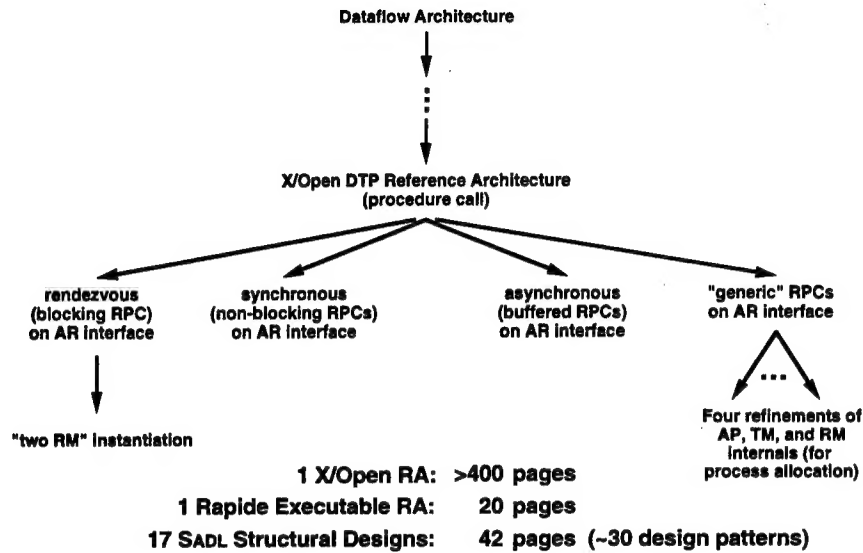 Dataflow Architecture
X/Open DTP Reference Architecture
(procedure call)
rendezvous
(blocking RPC)
on AR interface
synchronous
(non-blocking RPCs)
on AR interface
asynchronous
(buffered RPCs)
on AR interface
"generic" RPCs
on AR interface
"two RM" instantiation
...
Four refinements of
AP, TM, and RM
internals (for
process allocation)
1 X/Open RA: >400 pages
1 Rapide Executable RA: 20 pages
17 SADL Structural Designs: 42 pages (~30 design patterns)